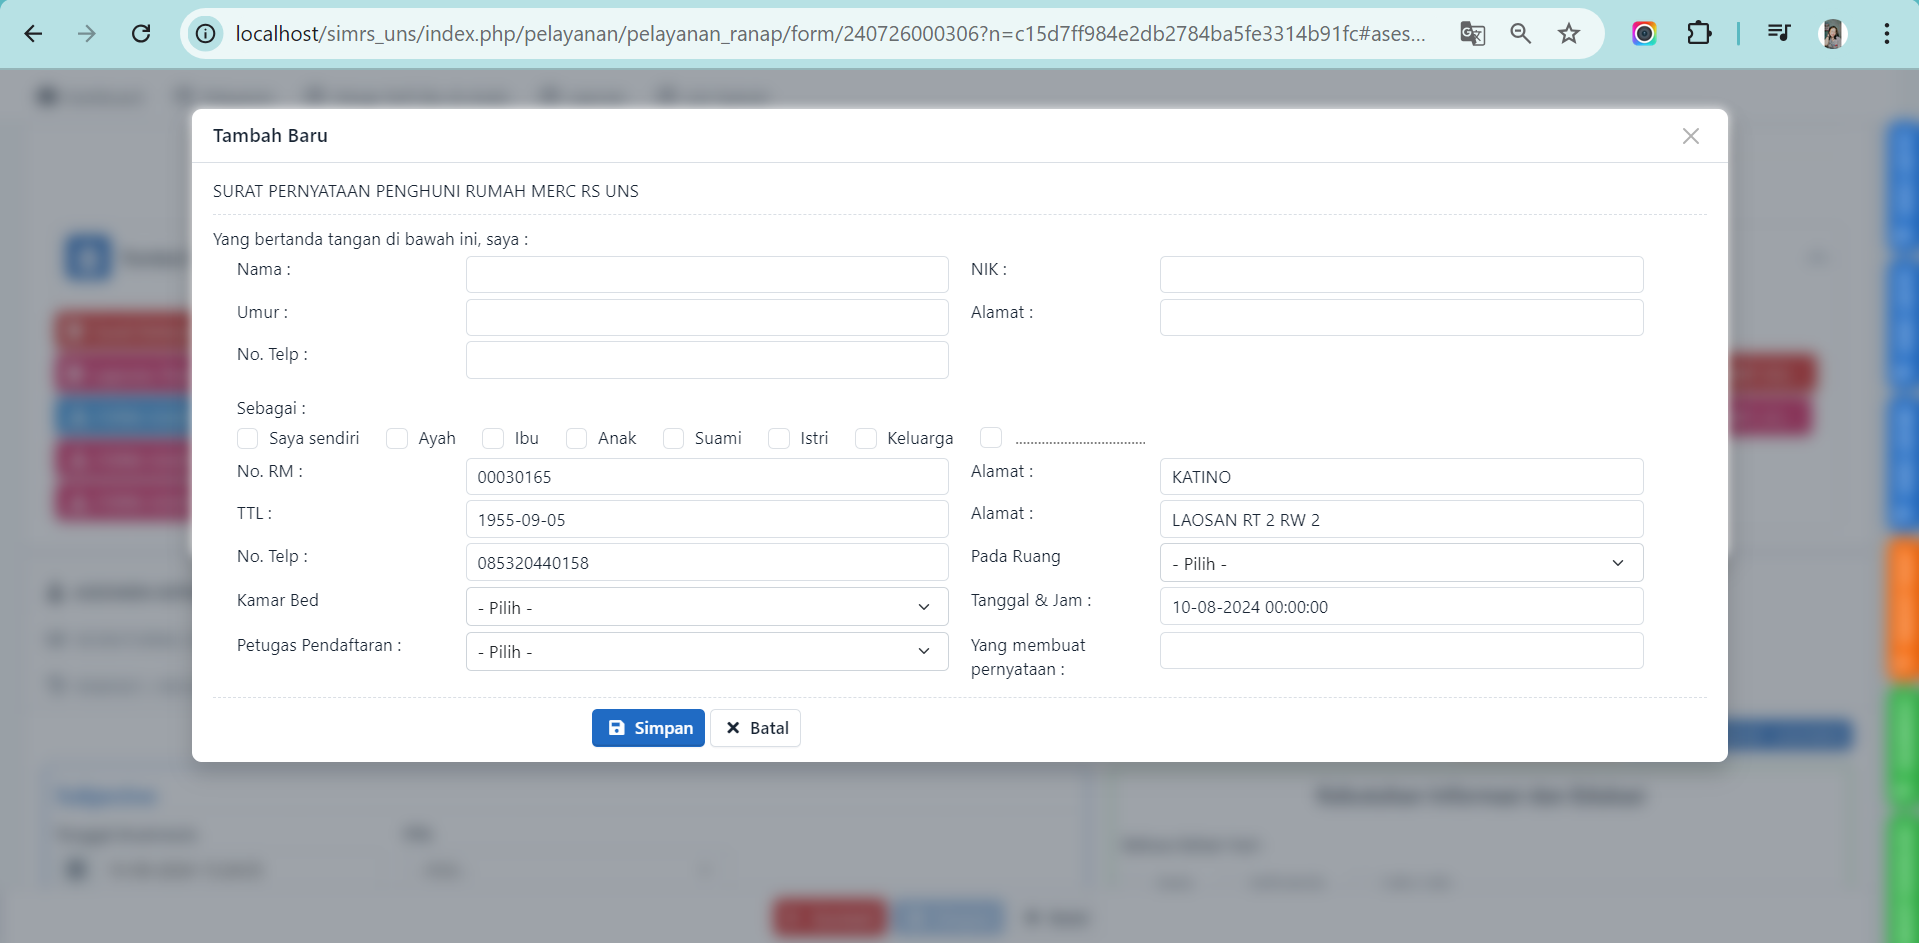 localhost/simrs_uns/index.php/pelayanan/pelayanan_ranap/form/240726000306?n=c15d7ff984e2db2784ba5fe3314b91fc#ases...
Tambah Baru
SURAT PERNYATAAN PENGHUNI RUMAH MERC RS UNS
Yang bertanda tangan di bawah ini, saya :
Nama : NIK :
Umur : Alamat :
No. Telp :
Sebagai :
Saya sendiri Ayah Ibu Anak Suami Istri Keluarga ...................................
No. RM : 00030165 Alamat : KATINO
TTL : 1955-09-05 Alamat : LAOSAN RT 2 RW 2
No. Telp : 085320440158 Pada Ruang - Pilih -
Kamar Bed - Pilih - Tanggal & Jam : 10-08-2024 00:00:00
Petugas Pendaftaran : - Pilih - Yang membuat
pernyataan :
Simpan Batal